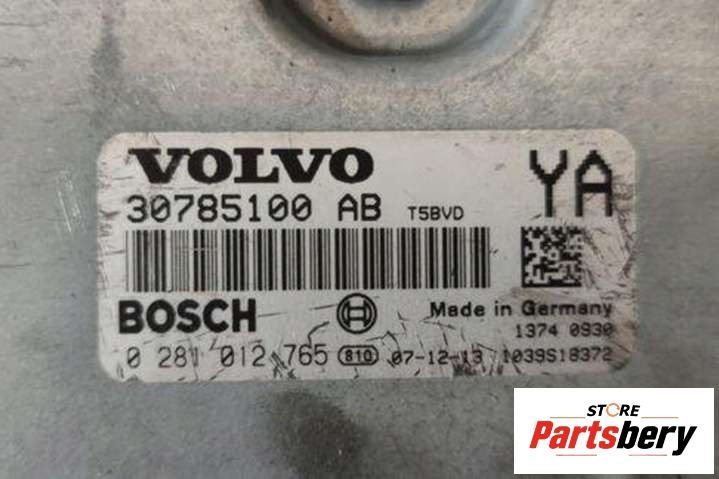 VOLVO YA
30785100 AB T5BVD
BOSCH Made in Germany
1374 0930
0 281 012 765 810 07-12-13 1039S18372
STORE
Partsbery